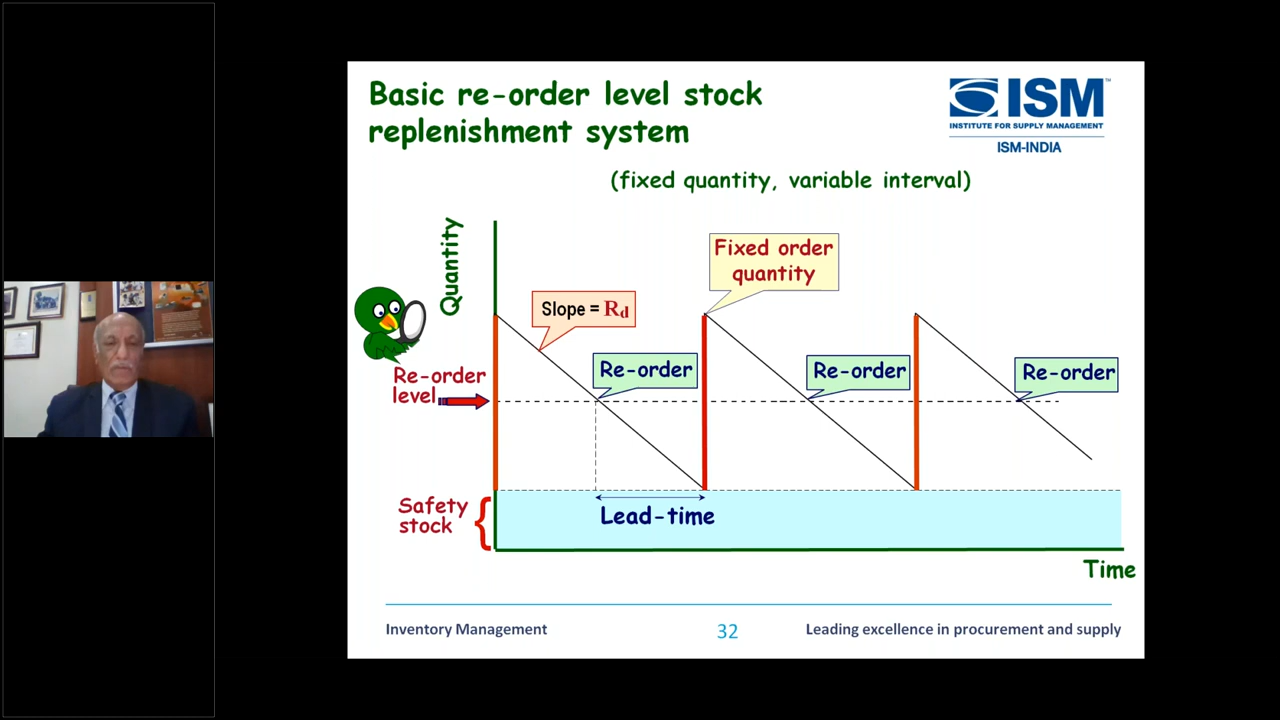 Basic re-order level stock
replenishment system
ISM™
INSTITUTE FOR SUPPLY MANAGEMENT
ISM-INDIA
(fixed quantity, variable interval)
Quantity
Fixed order
quantity
Slope = Rd
Re-order
Re-order
Re-order
Re-order
level
Safety
stock
Lead-time
Time
Inventory Management
32
Leading excellence in procurement and supply